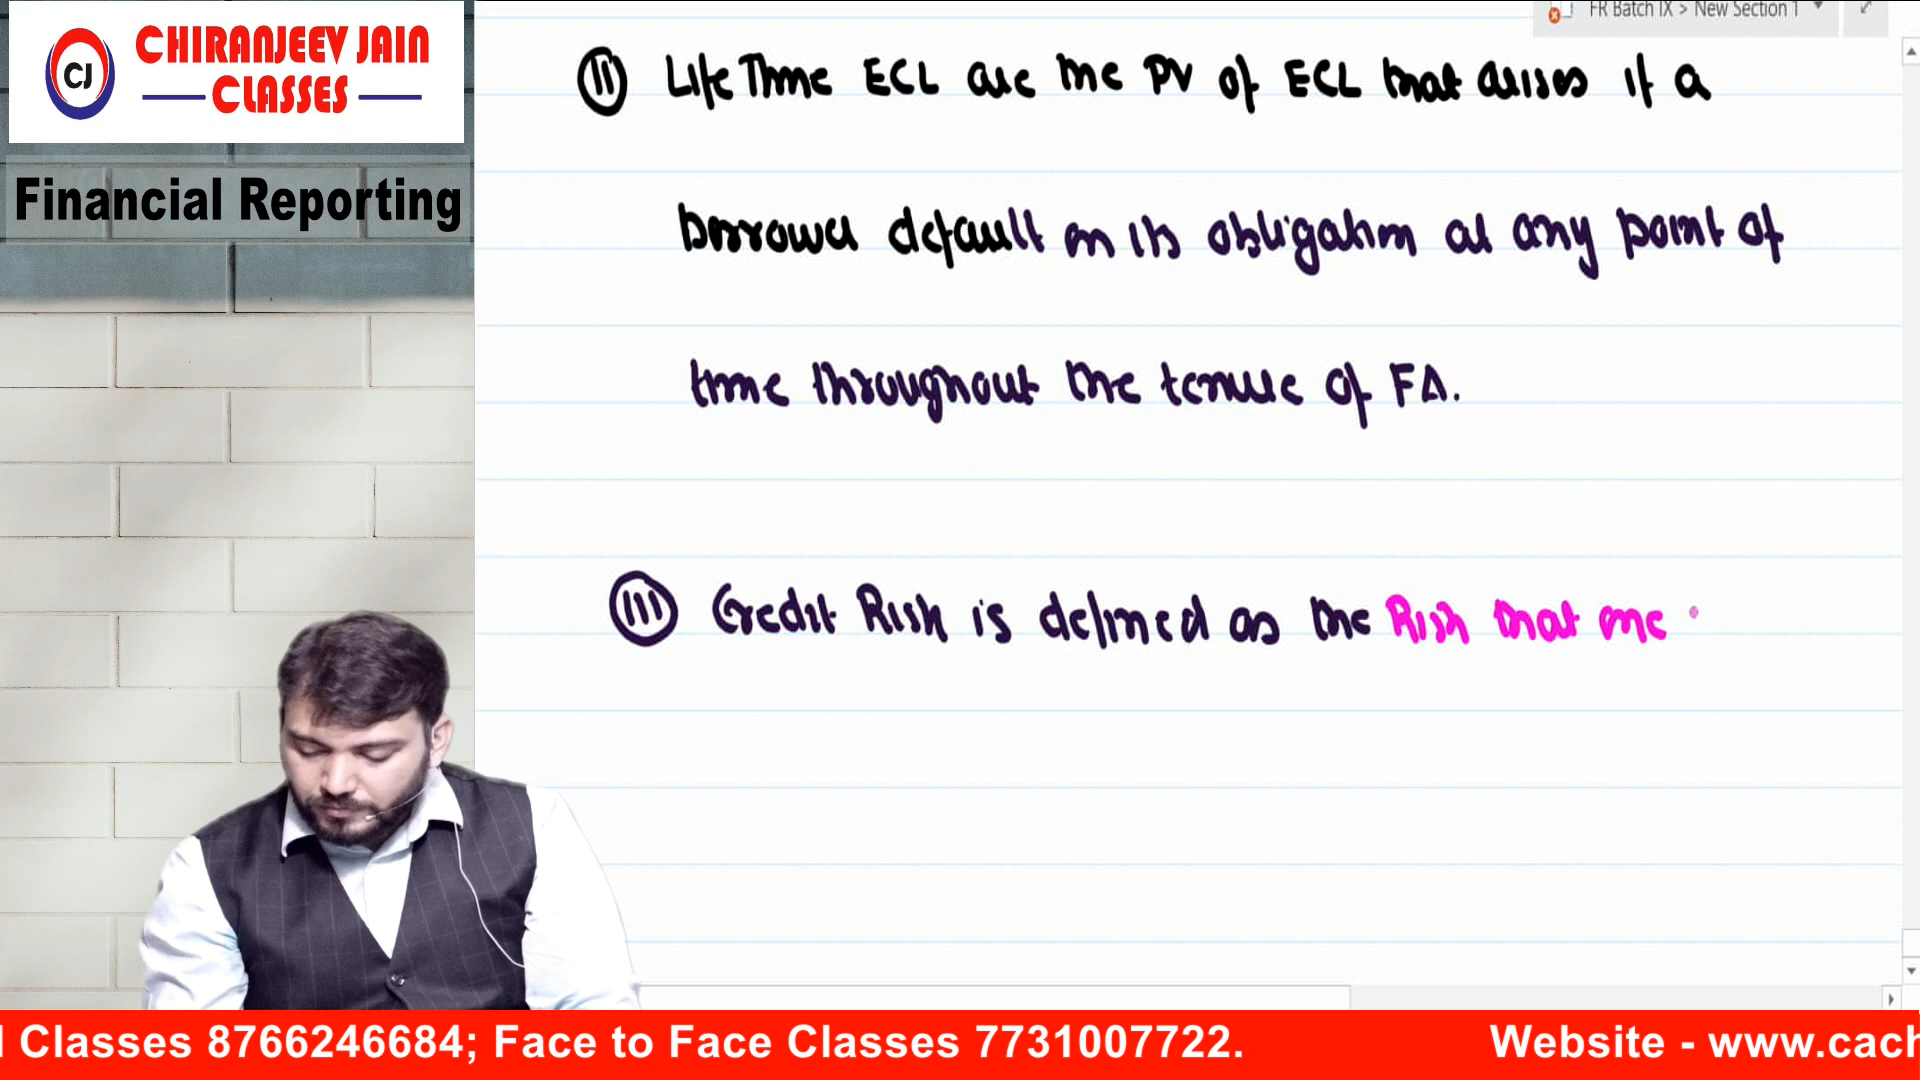 CHIRANJEEV JAIN
CJ
CLASSES
Financial Reporting
FR Batch IX > New Section 1
(ii) Life Time ECL are the PV of ECL that arises if a
borrower default on its obligation at any point of
time throughout the tenure of FA.
(iii) Credit Risk is defined as the Risk that the
l Classes 8766246684; Face to Face Classes 7731007722. Website - www.cach